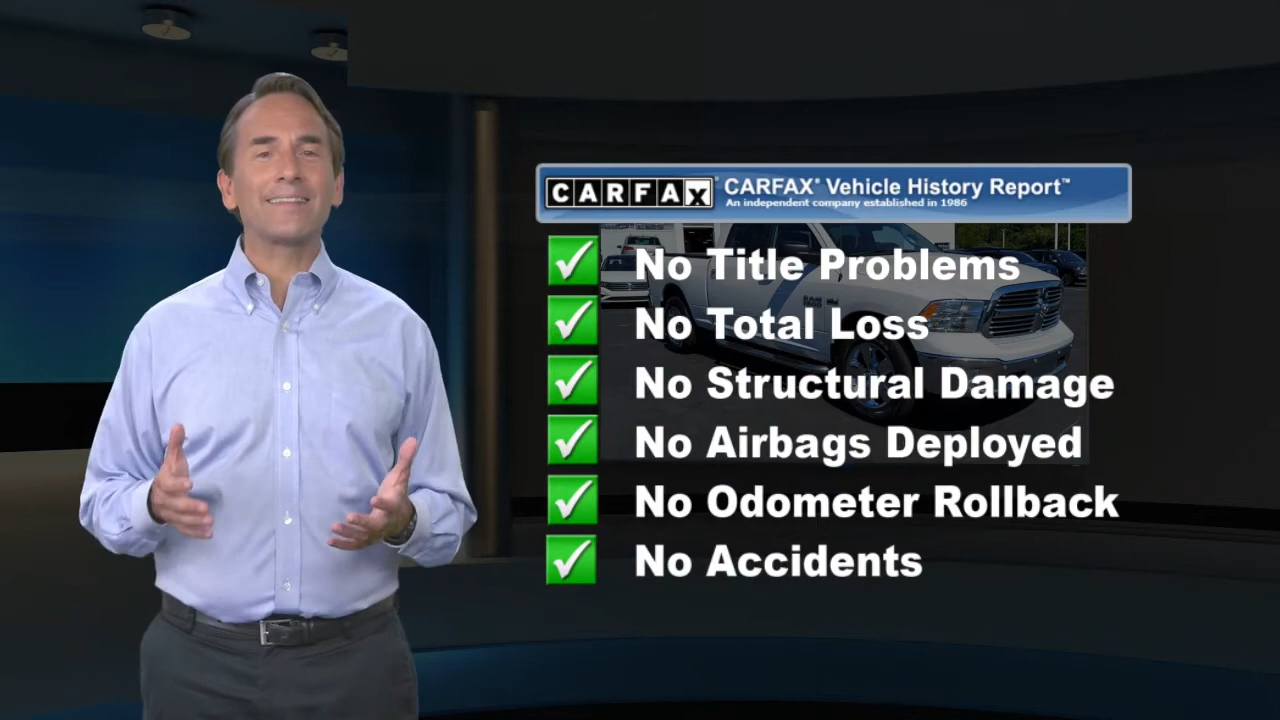 CARFAX® CARFAX® Vehicle History Report™
An independent company established in 1986
No Title Problems
No Total Loss
No Structural Damage
No Airbags Deployed
No Odometer Rollback
No Accidents